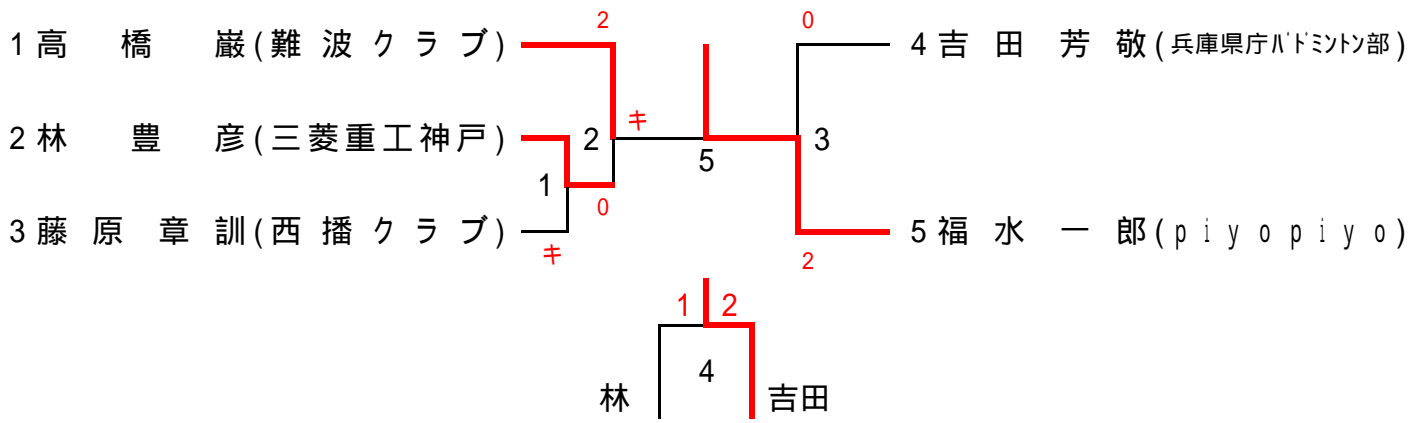 2 0
1 高橋 巌 (難波クラブ) 4 吉田 芳敬 (兵庫県庁ﾊﾞﾄﾞﾐﾝﾄﾝ部)
キ
2 林 豊彦 (三菱重工神戸) 2 5 3
1
0
3 藤原 章訓 (西播クラブ) 5 福水 一郎 (ｐｉｙｏｐｉｙｏ)
キ 2
1 2
4
林 吉田